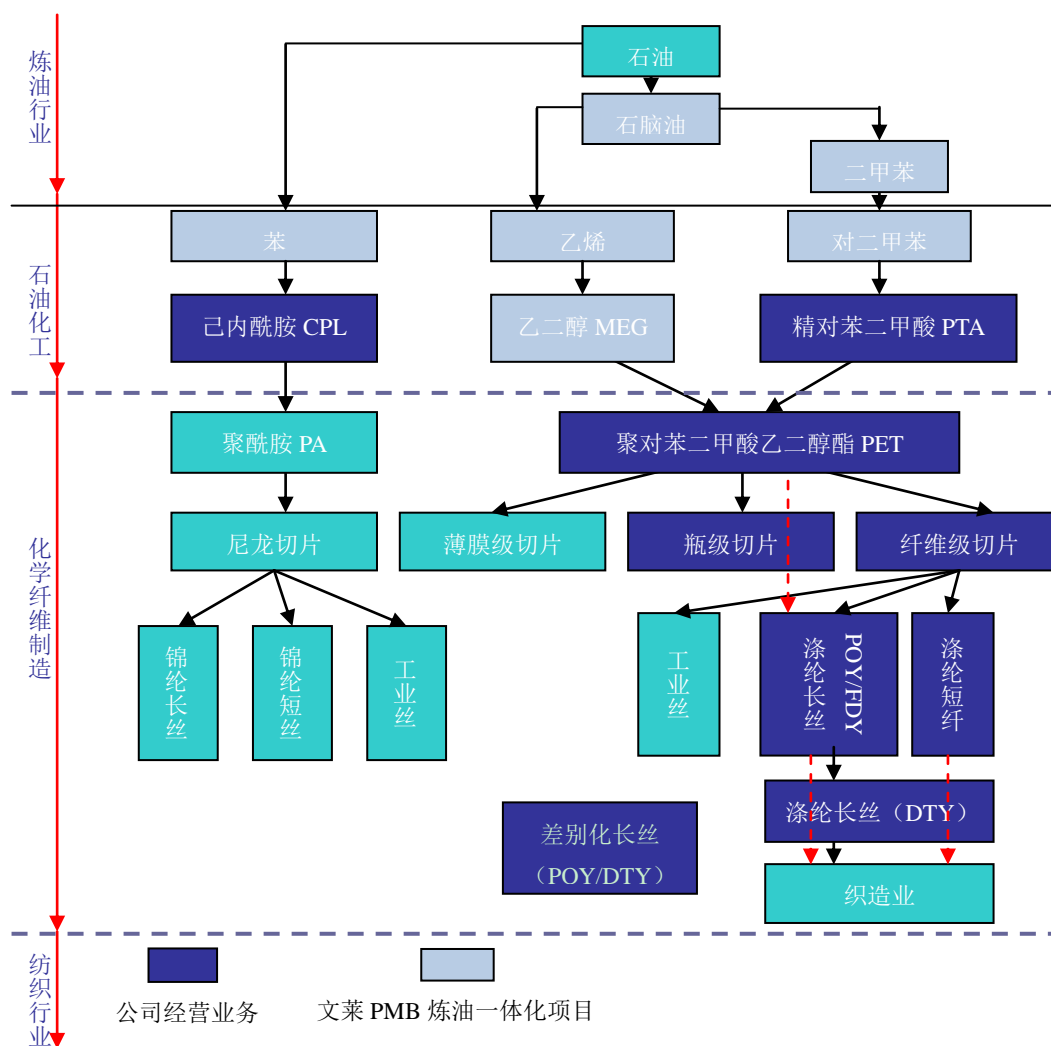 炼油行业
石油
石脑油
二甲苯
石油化工
苯
乙烯
对二甲苯
己内酰胺 CPL
乙二醇 MEG
精对苯二甲酸 PTA
化学纤维制造
聚酰胺 PA
聚对苯二甲酸乙二醇酯 PET
尼龙切片
薄膜级切片
瓶级切片
纤维级切片
锦纶长丝
锦纶短丝
工业丝
工业丝
涤纶长丝
POY/FDY
涤纶短纤
涤纶长丝（DTY）
差别化长丝
（POY/DTY）
织造业
纺织行业
公司经营业务
文莱 PMB 炼油一体化项目